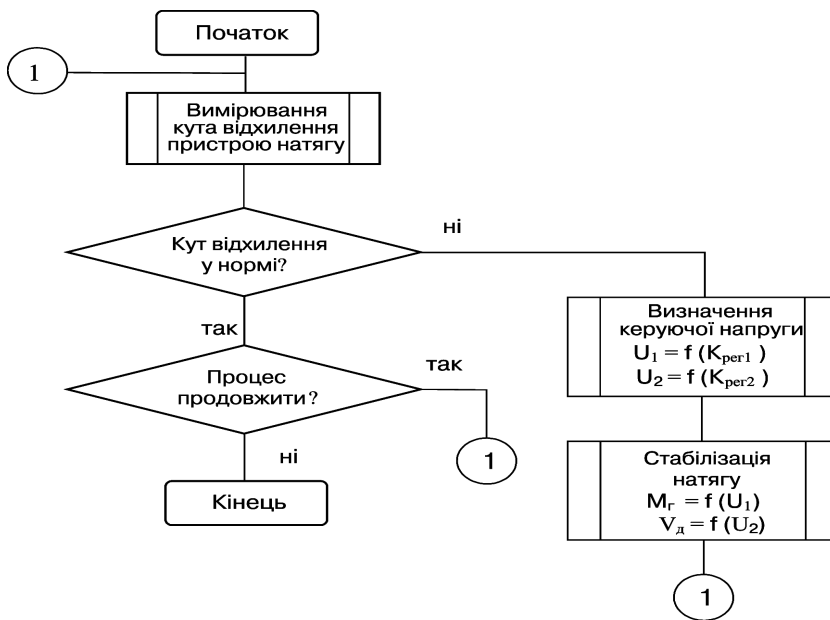 Початок
1
Вимірювання
кута відхилення
пристрою натягу
Кут відхилення
у нормі?
ні
так
Визначення
керуючої напруги
U₁ = f (Kрег1 )
U₂ = f (Kрег2 )
Процес
продовжити?
так
ні
1
Кінець
Стабілізація
натягу
Mг = f (U₁)
Vд = f (U₂)
1